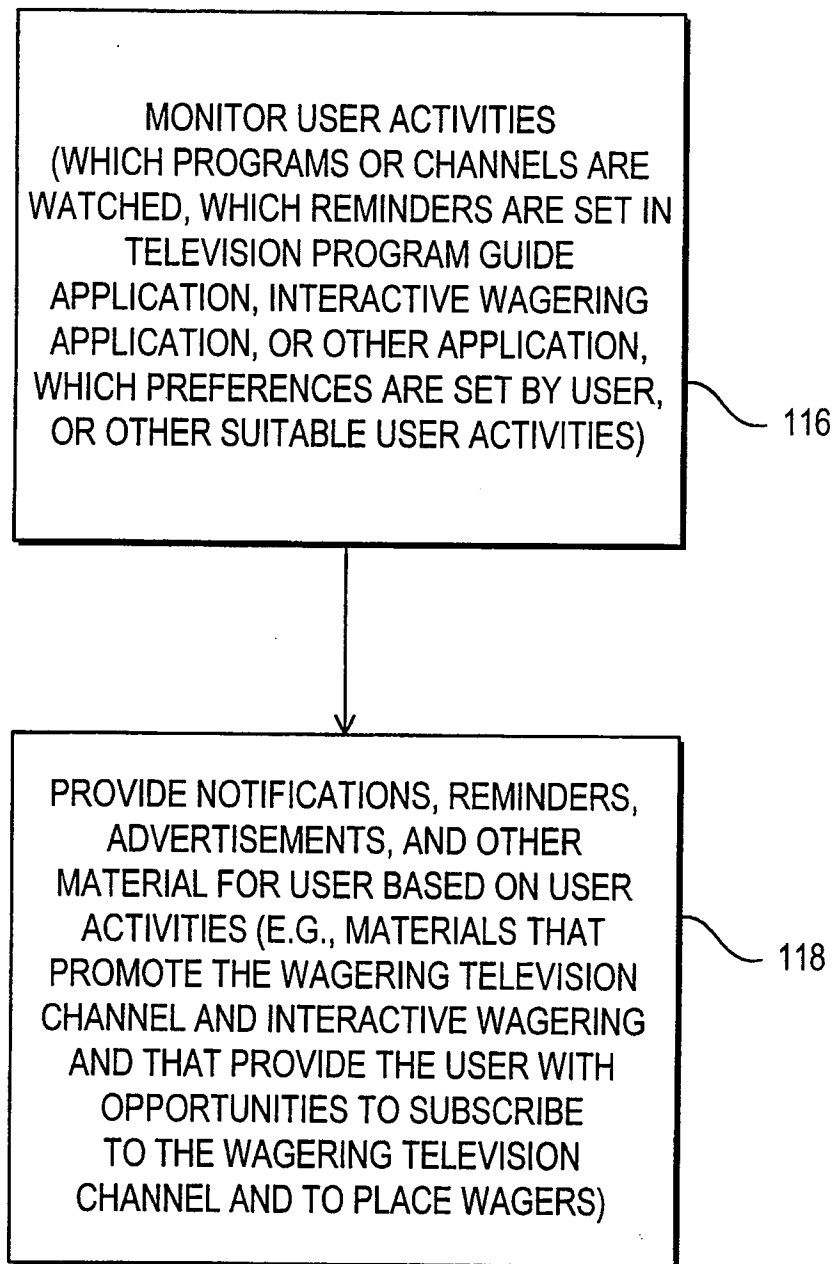 MONITOR USER ACTIVITIES
(WHICH PROGRAMS OR CHANNELS ARE
WATCHED, WHICH REMINDERS ARE SET IN
TELEVISION PROGRAM GUIDE
APPLICATION, INTERACTIVE WAGERING
APPLICATION, OR OTHER APPLICATION,
WHICH PREFERENCES ARE SET BY USER,
OR OTHER SUITABLE USER ACTIVITIES)
116
PROVIDE NOTIFICATIONS, REMINDERS,
ADVERTISEMENTS, AND OTHER
MATERIAL FOR USER BASED ON USER
ACTIVITIES (E.G., MATERIALS THAT
PROMOTE THE WAGERING TELEVISION
CHANNEL AND INTERACTIVE WAGERING
AND THAT PROVIDE THE USER WITH
OPPORTUNITIES TO SUBSCRIBE
TO THE WAGERING TELEVISION
CHANNEL AND TO PLACE WAGERS)
118